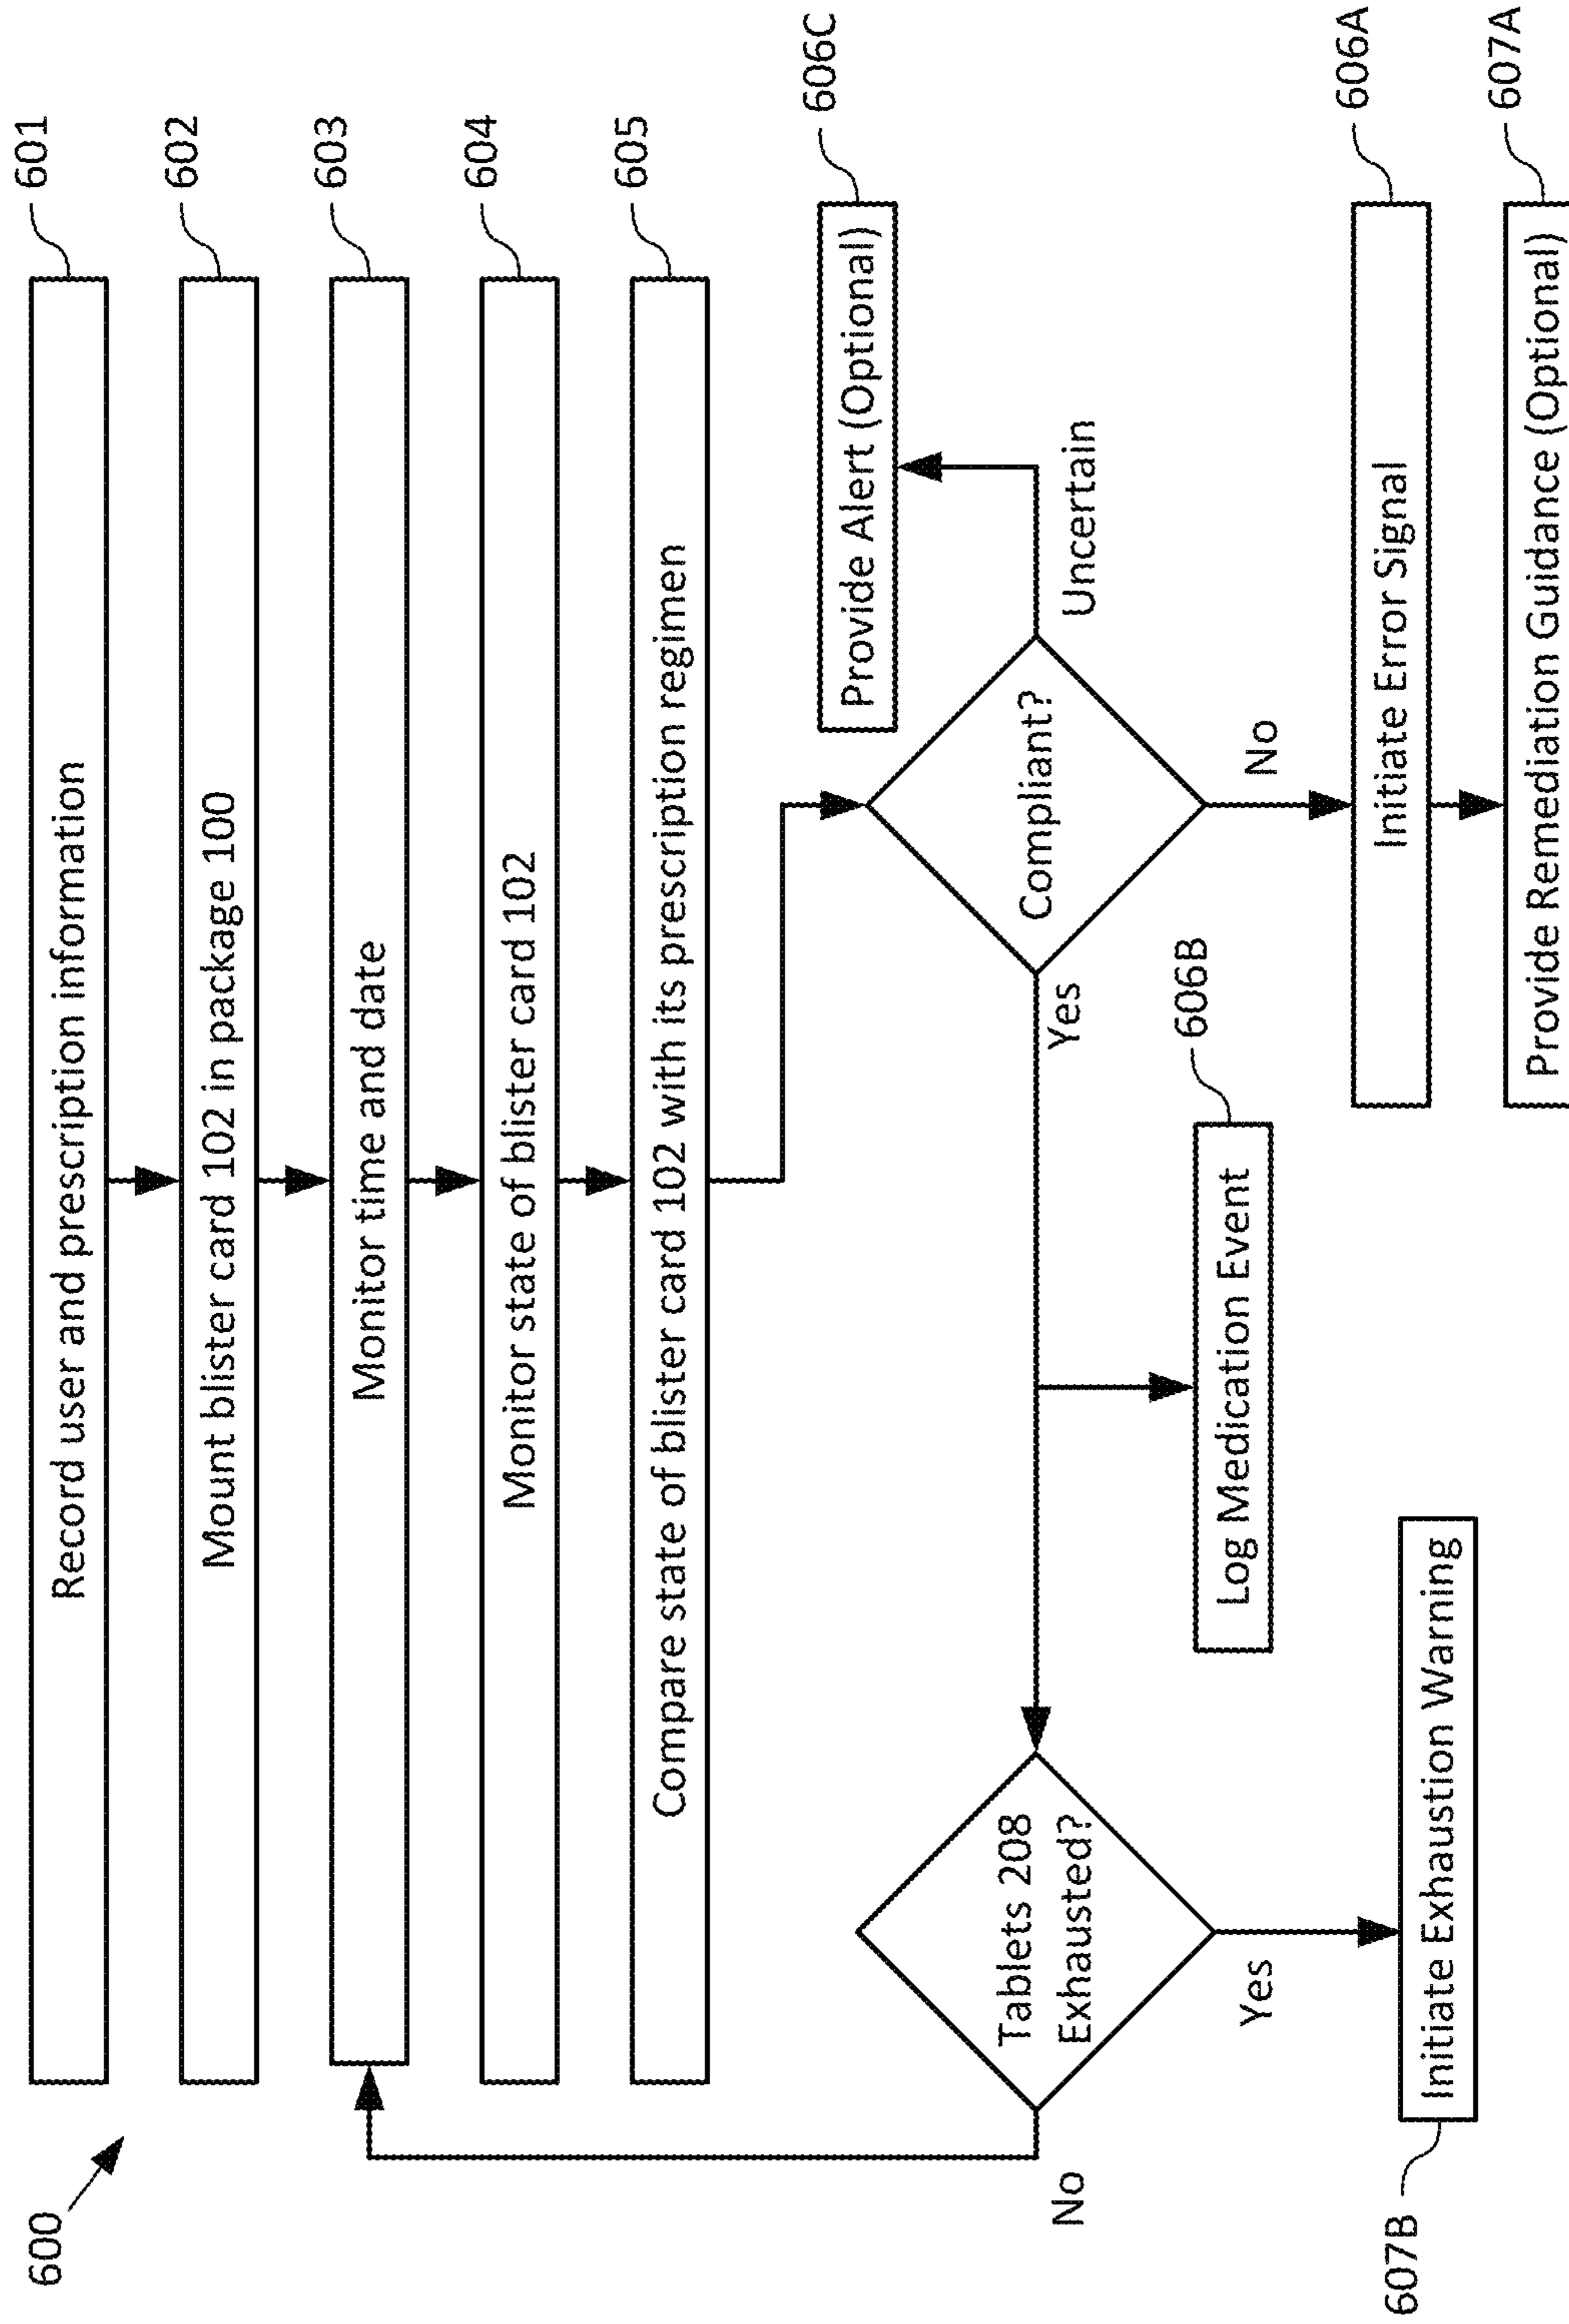 600
Record user and prescription information
601
Mount blister card 102 in package 100
602
Monitor time and date
603
Monitor state of blister card 102
604
Compare state of blister card 102 with its prescription regimen
605
Provide Alert (Optional)
606C
Uncertain
Compliant?
Yes
No
Tablets 208
Exhausted?
No
Yes
Log Medication Event
606B
Initiate Error Signal
606A
Initiate Exhaustion Warning
607B
Provide Remediation Guidance (Optional)
607A